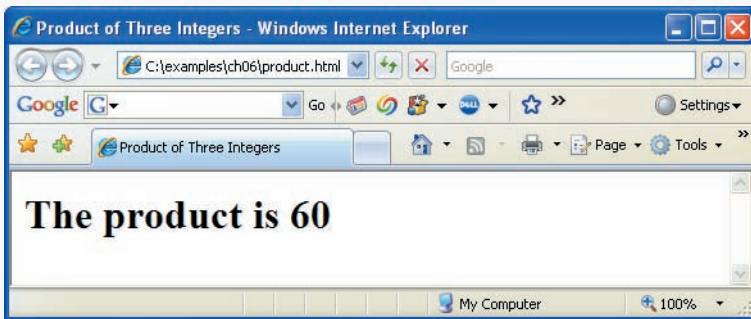 Product of Three Integers - Windows Internet Explorer
C:\examples\ch06\product.html Google
Google G Go DELL » Settings
Product of Three Integers Page Tools »
The product is 60
My Computer 100%